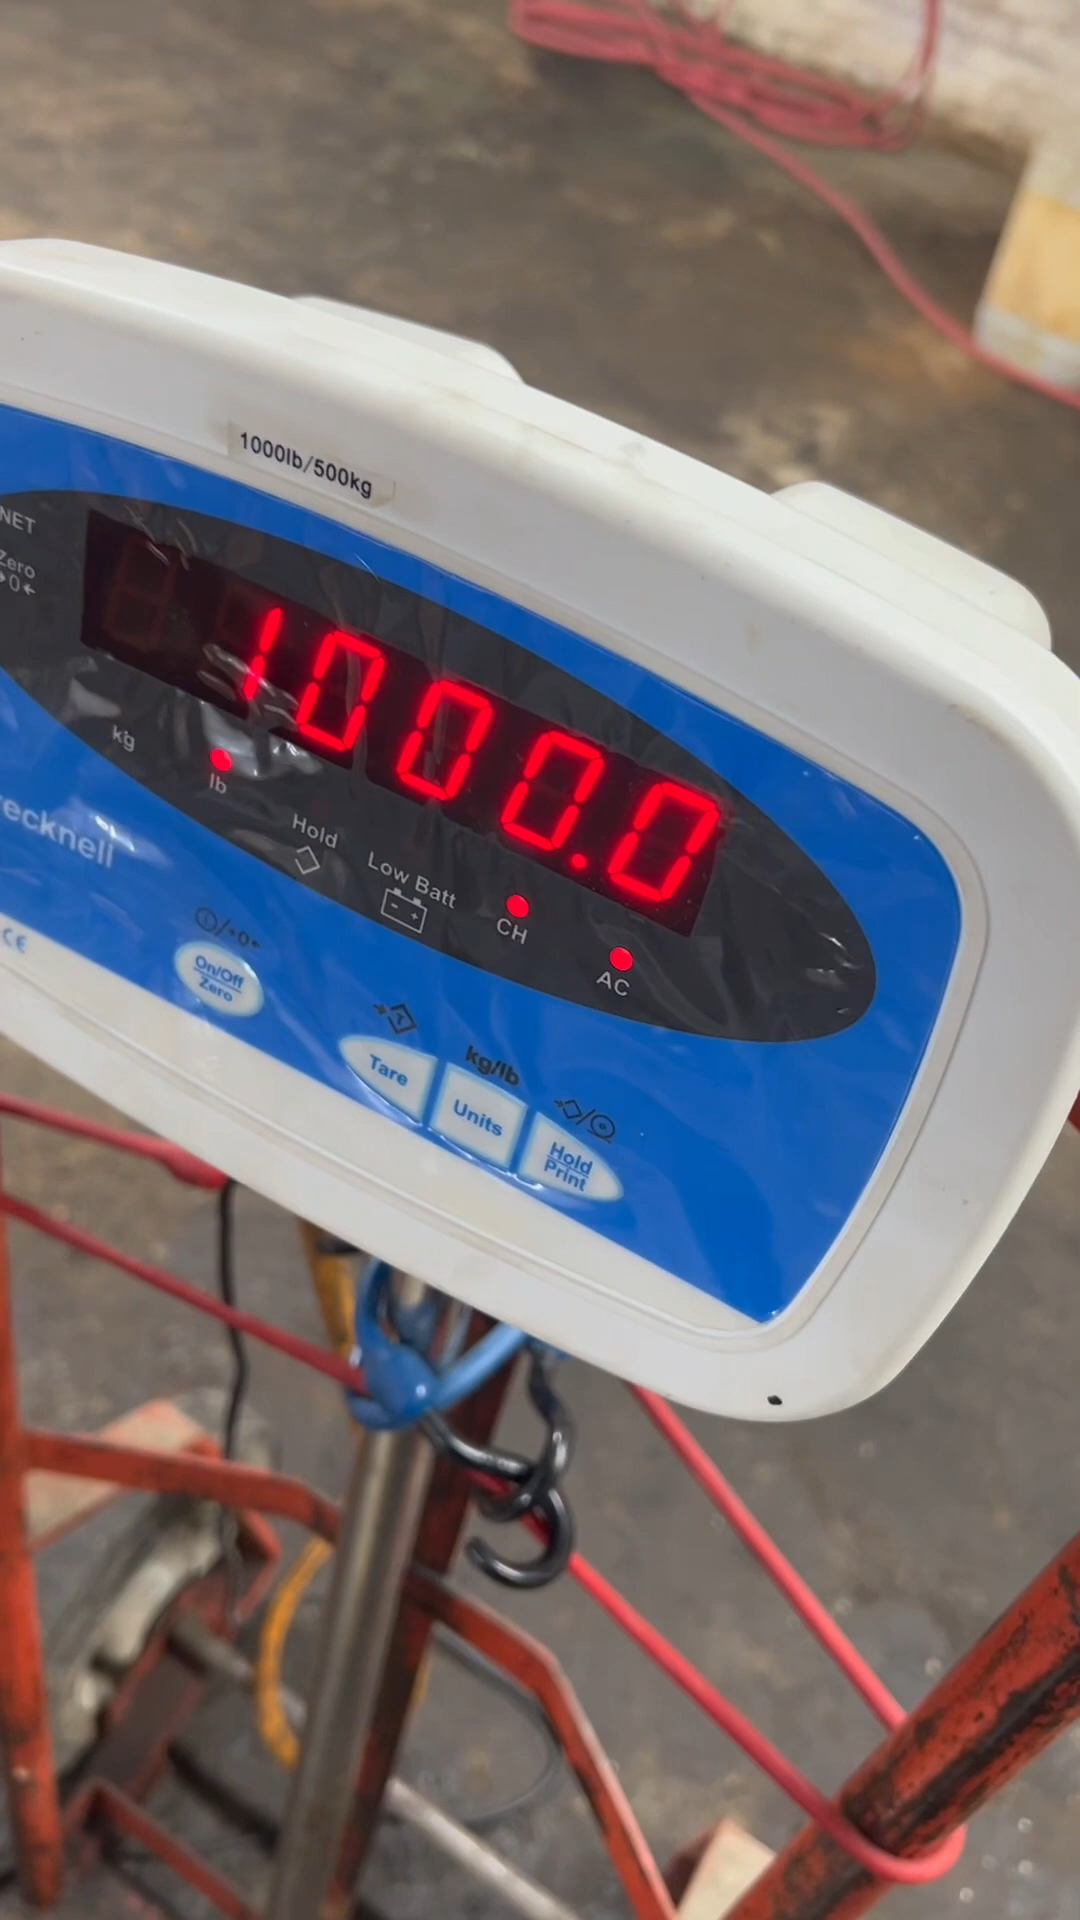 1000lb/500kg
NET
Zero
→0←
1000.0
kg
lb
Hold
Low Batt
CH
AC
recknell
CE
On/Off
Zero
Tare
kg/lb
Units
Hold
Print